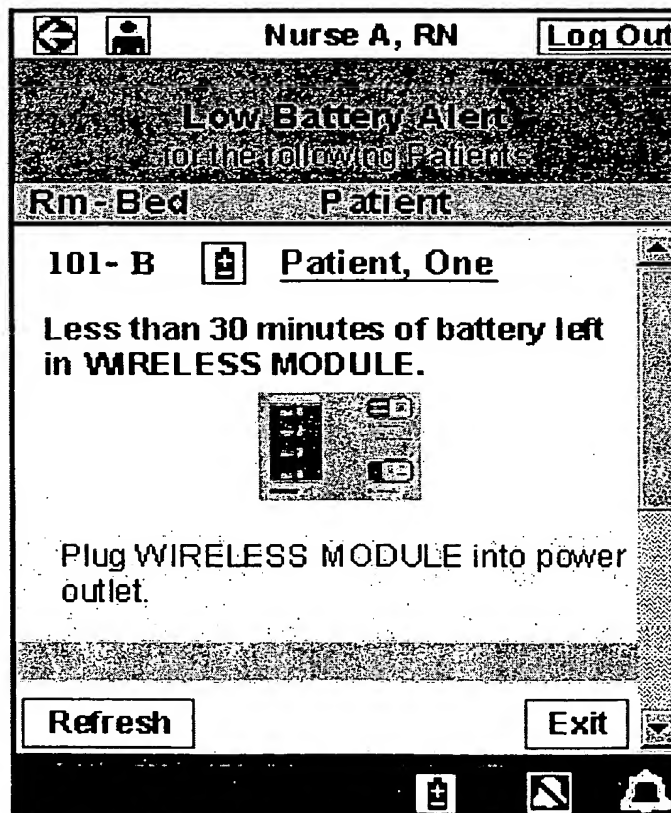 Nurse A, RN Log Out
Low Battery Alert
for the following Patients
Rm-Bed Patient
101- B Patient, One
Less than 30 minutes of battery left
in WIRELESS MODULE.
Plug WIRELESS MODULE into power
outlet.
Refresh Exit